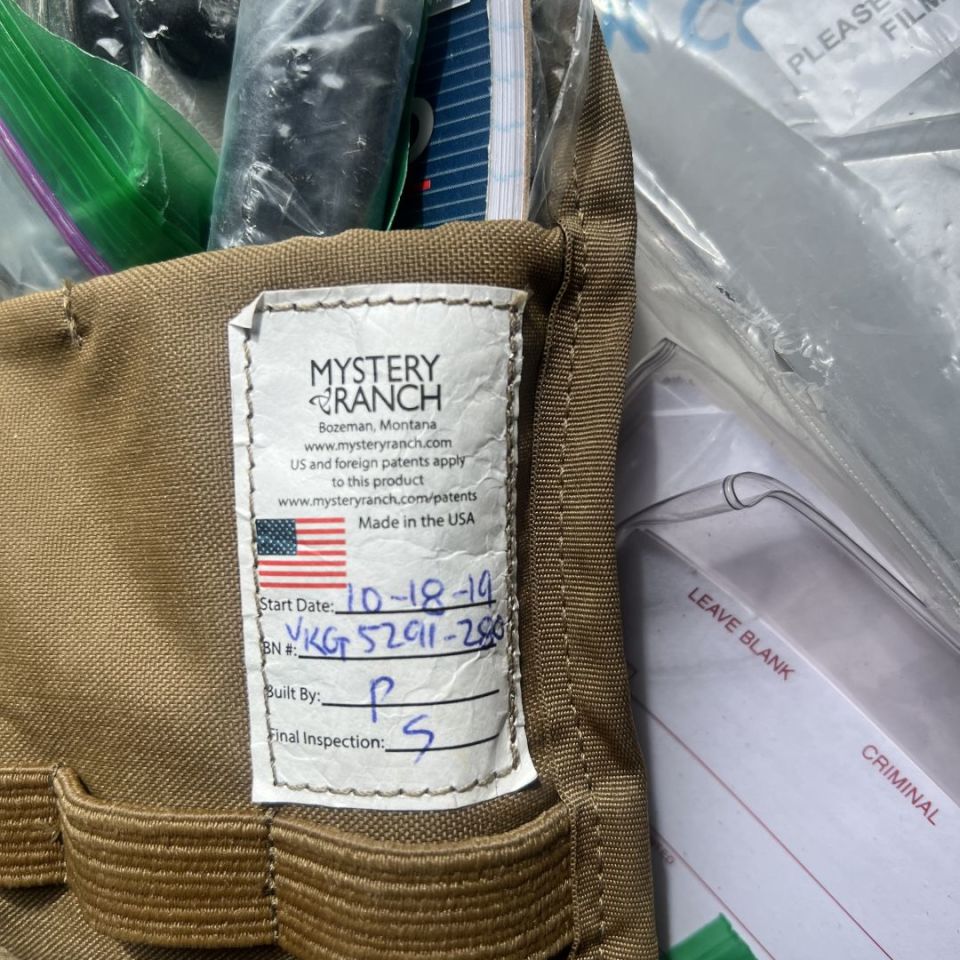 PLEASE
FILM
MYSTERY
RANCH
Bozeman, Montana
www.mysteryranch.com
US and foreign patents apply
to this product
www.mysteryranch.com/patents
Made in the USA
Start Date: 10-18-19
BN #: VKG 5291-280
Built By: P
Final Inspection: S
LEAVE BLANK
CRIMINAL